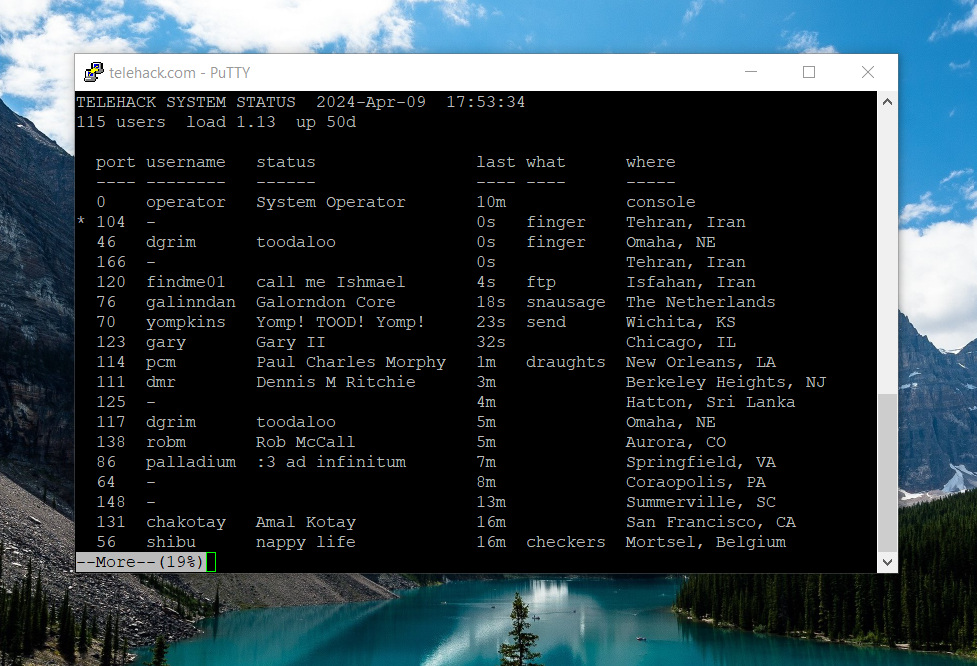 telehack.com - PuTTY
TELEHACK SYSTEM STATUS  2024-Apr-09  17:53:34
115 users  load 1.13  up 50d
  port username   status                last what      where
  ---- --------   ------                ---- ----      -----
  0    operator   System Operator       10m            console
* 104  -                                0s   finger    Tehran, Iran
  46   dgrim      toodaloo              0s   finger    Omaha, NE
  166  -                                0s             Tehran, Iran
  120  findme01   call me Ishmael       4s   ftp       Isfahan, Iran
  76   galinndan  Galorndon Core        18s  snausage  The Netherlands
  70   yompkins   Yomp! TOOD! Yomp!     23s  send      Wichita, KS
  123  gary       Gary II               32s            Chicago, IL
  114  pcm        Paul Charles Morphy   1m   draughts  New Orleans, LA
  111  dmr        Dennis M Ritchie      3m             Berkeley Heights, NJ
  125  -                                4m             Hatton, Sri Lanka
  117  dgrim      toodaloo              5m             Omaha, NE
  138  robm       Rob McCall            5m             Aurora, CO
  86   palladium  :3 ad infinitum       7m             Springfield, VA
  64   -                                8m             Coraopolis, PA
  148  -                                13m            Summerville, SC
  131  chakotay   Amal Kotay            16m            San Francisco, CA
  56   shibu      nappy life            16m  checkers  Mortsel, Belgium
--More--(19%)